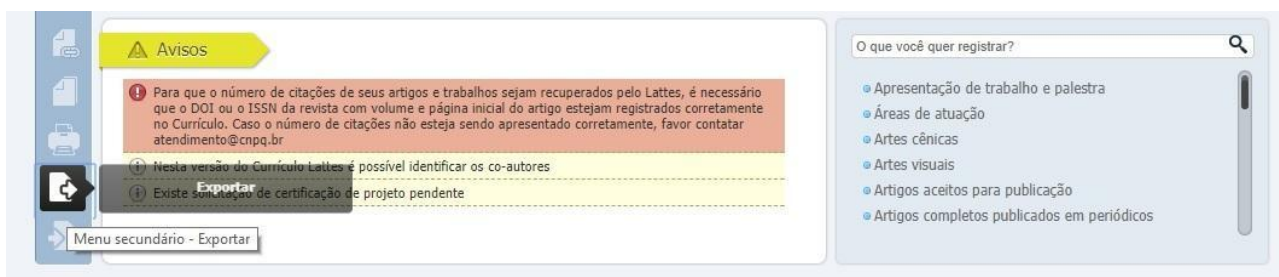 Avisos
Para que o número de citações de seus artigos e trabalhos sejam recuperados pelo Lattes, é necessário
que o DOI ou o ISSN da revista com volume e página inicial do artigo estejam registrados corretamente
no Currículo. Caso o número de citações não esteja sendo apresentado corretamente, favor contatar
atendimento@cnpq.br
Nesta versão do Currículo Lattes é possível identificar os co-autores
Existe solicitação de certificação de projeto pendente
Exportar
Menu secundário - Exportar
O que você quer registrar?
Apresentação de trabalho e palestra
Áreas de atuação
Artes cênicas
Artes visuais
Artigos aceitos para publicação
Artigos completos publicados em periódicos